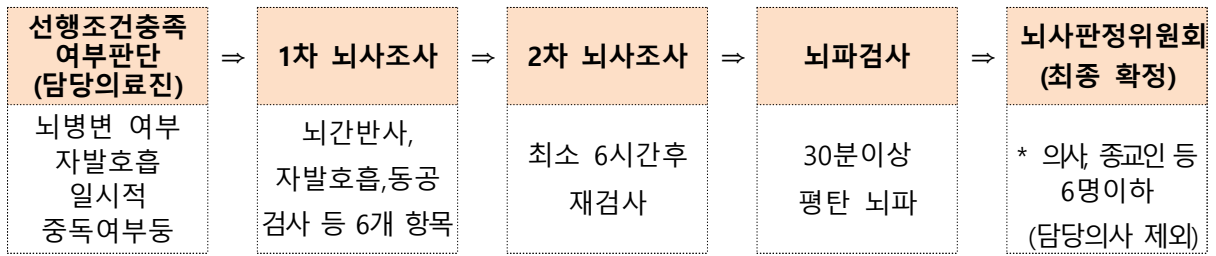 선행조건충족
여부판단
(담당의료진)
뇌병변 여부
자발호흡
일시적
중독여부둥
⇒
1차 뇌사조사
뇌간반사,
자발호흡,동공
검사 등 6개 항목
⇒
2차 뇌사조사
최소 6시간후
재검사
⇒
뇌파검사
30분이상
평탄 뇌파
⇒
뇌사판정위원회
(최종 확정)
* 의사, 종교인 등
6명이하
(담당의사 제외)